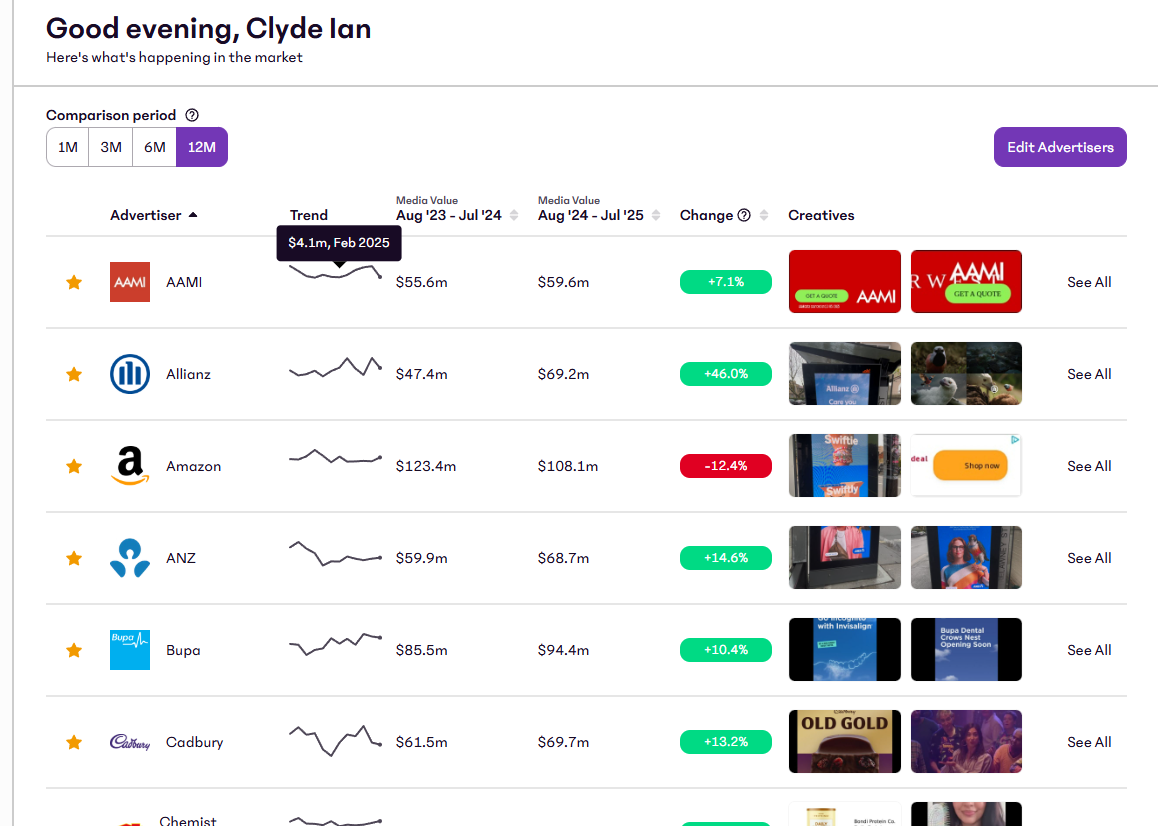 Good evening, Clyde Ian
Here's what's happening in the market
Comparison period ?
1M 3M 6M 12M
Edit Advertisers
Media Value Media Value
Advertiser Trend Aug '23 - Jul '24 Aug '24 - Jul '25 Change ? Creatives
$4.1m, Feb 2025
AAMI AAMI $55.6m $59.6m +7.1% See All
GET A QUOTE AAMI
AAMI
GET A QUOTE
Allianz $47.4m $69.2m +46.0% See All
Allianz
Care you
a Amazon $123.4m $108.1m -12.4% See All
Swiftie
Swiftly
deal Shop now
ANZ $59.9m $68.7m +14.6% See All
Bupa Bupa $85.5m $94.4m +10.4% See All
Go Incognito
with Invisalign
Bupa Dental
Crows Nest
Opening Soon
Cadbury Cadbury $61.5m $69.7m +13.2% See All
OLD GOLD
Chemist
Bondi Protein Co.